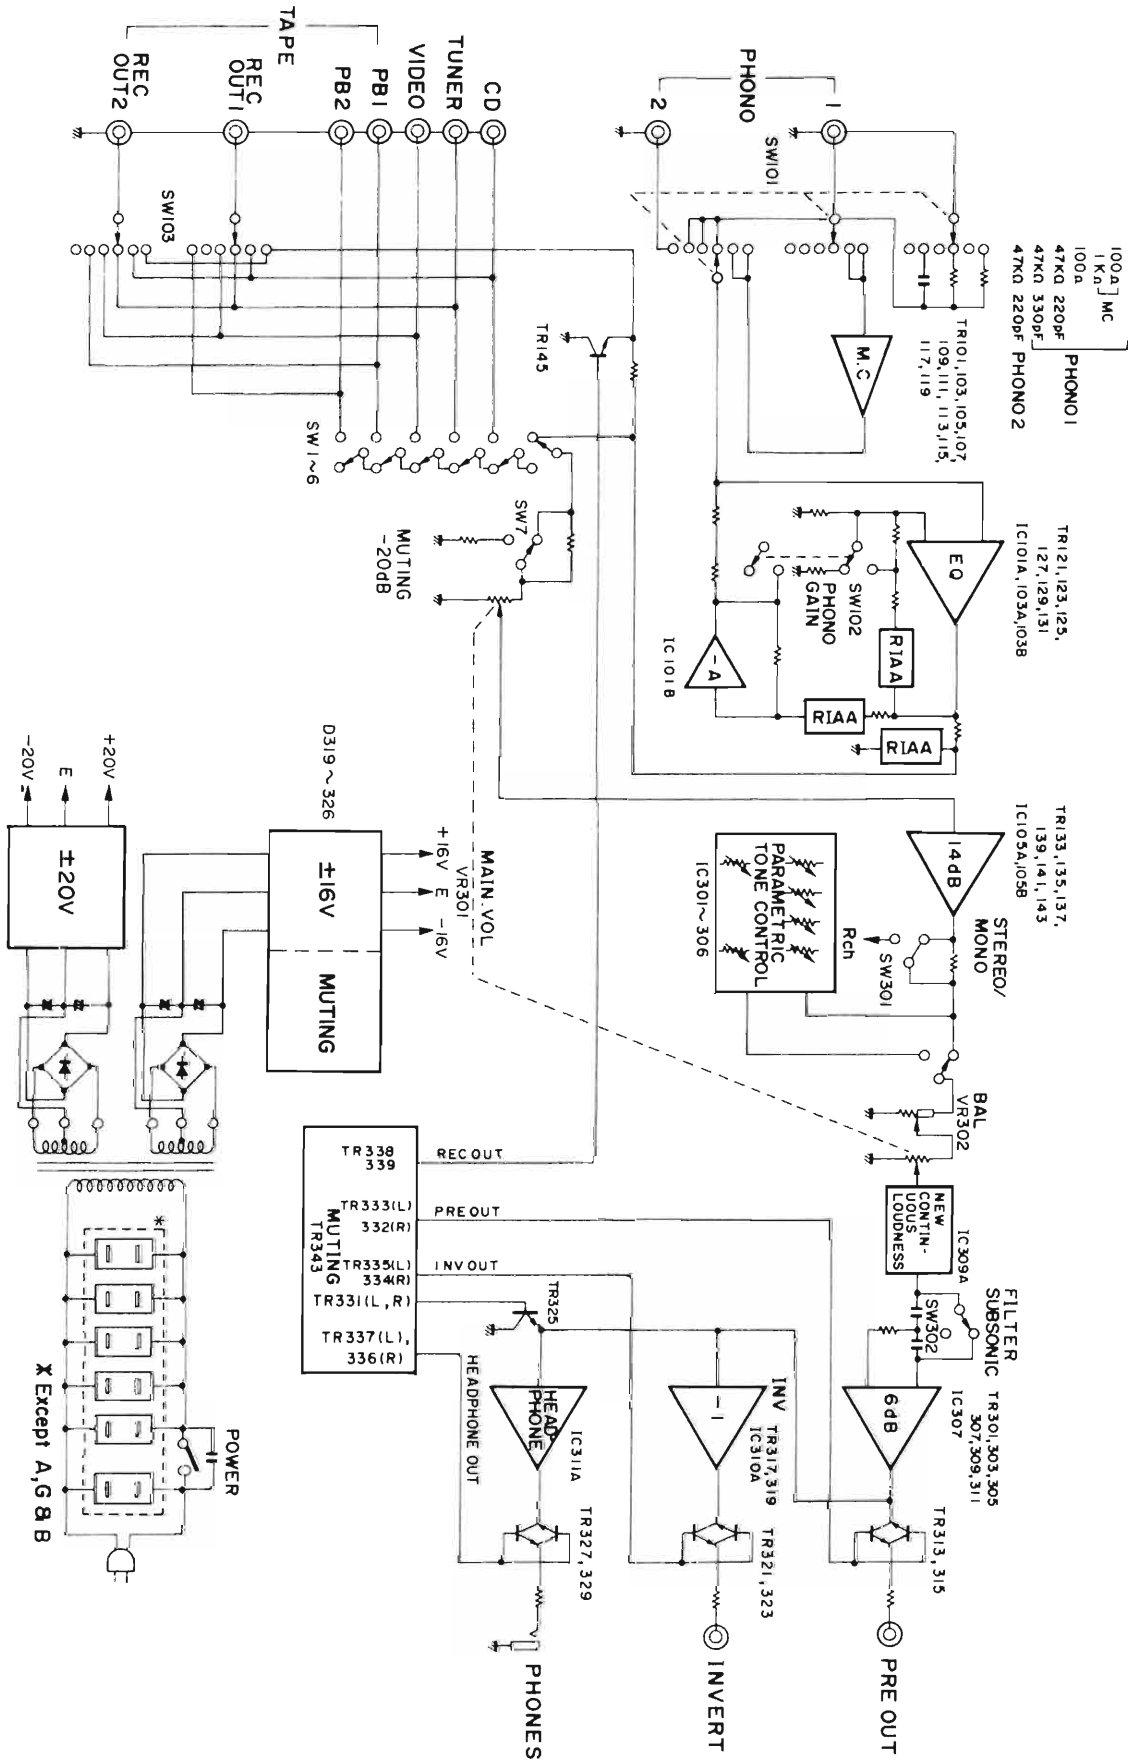 100Ω
1KΩ
MC
100Ω
47KΩ 220pF
47KΩ 330pF
PHONO1
47KΩ 220pF PHONO2
PHONO
1
2
SW101
M.C
TR101,103,105,107,
109,111,113,115,
117,119
EQ
TR121,123,125,
127,129,131
IC101A,103A,103B
SW102
PHONO
GAIN
RIAA
RIAA
RIAA
-A
IC101B
CD
TUNER
VIDEO
PB1
PB2
REC
OUT1
REC
OUT2
TAPE
SW103
TR145
SW1~6
SW7
MUTING
-20dB
14dB
TR133,135,137,
139,141,143
IC105A,105B
STEREO/
MONO
SW301
Rch
PARAMETRIC
TONE CONTROL
IC301~306
MAIN.VOL
VR301
BAL
VR302
NEW
CONTIN-
UOUS
LOUDNESS
IC309A
FILTER
SUBSONIC
SW302
6dB
TR301,303,305
307,309,311
IC307
TR313,315
PRE OUT
INV
-1
TR317,319
IC310A
TR321,323
INVERT
HEAD
PHONE
IC311A
TR325
TR327,329
PHONES
TR338
339
REC OUT
TR333(L)
332(R)
PRE OUT
MUTING
TR343
TR335(L)
334(R)
INV OUT
TR331(L,R)
TR337(L),
336(R)
HEADPHONE OUT
D319~326
±16V
MUTING
+16V
E
-16V
±20V
+20V
E
-20V
POWER
*
* Except A,G & B